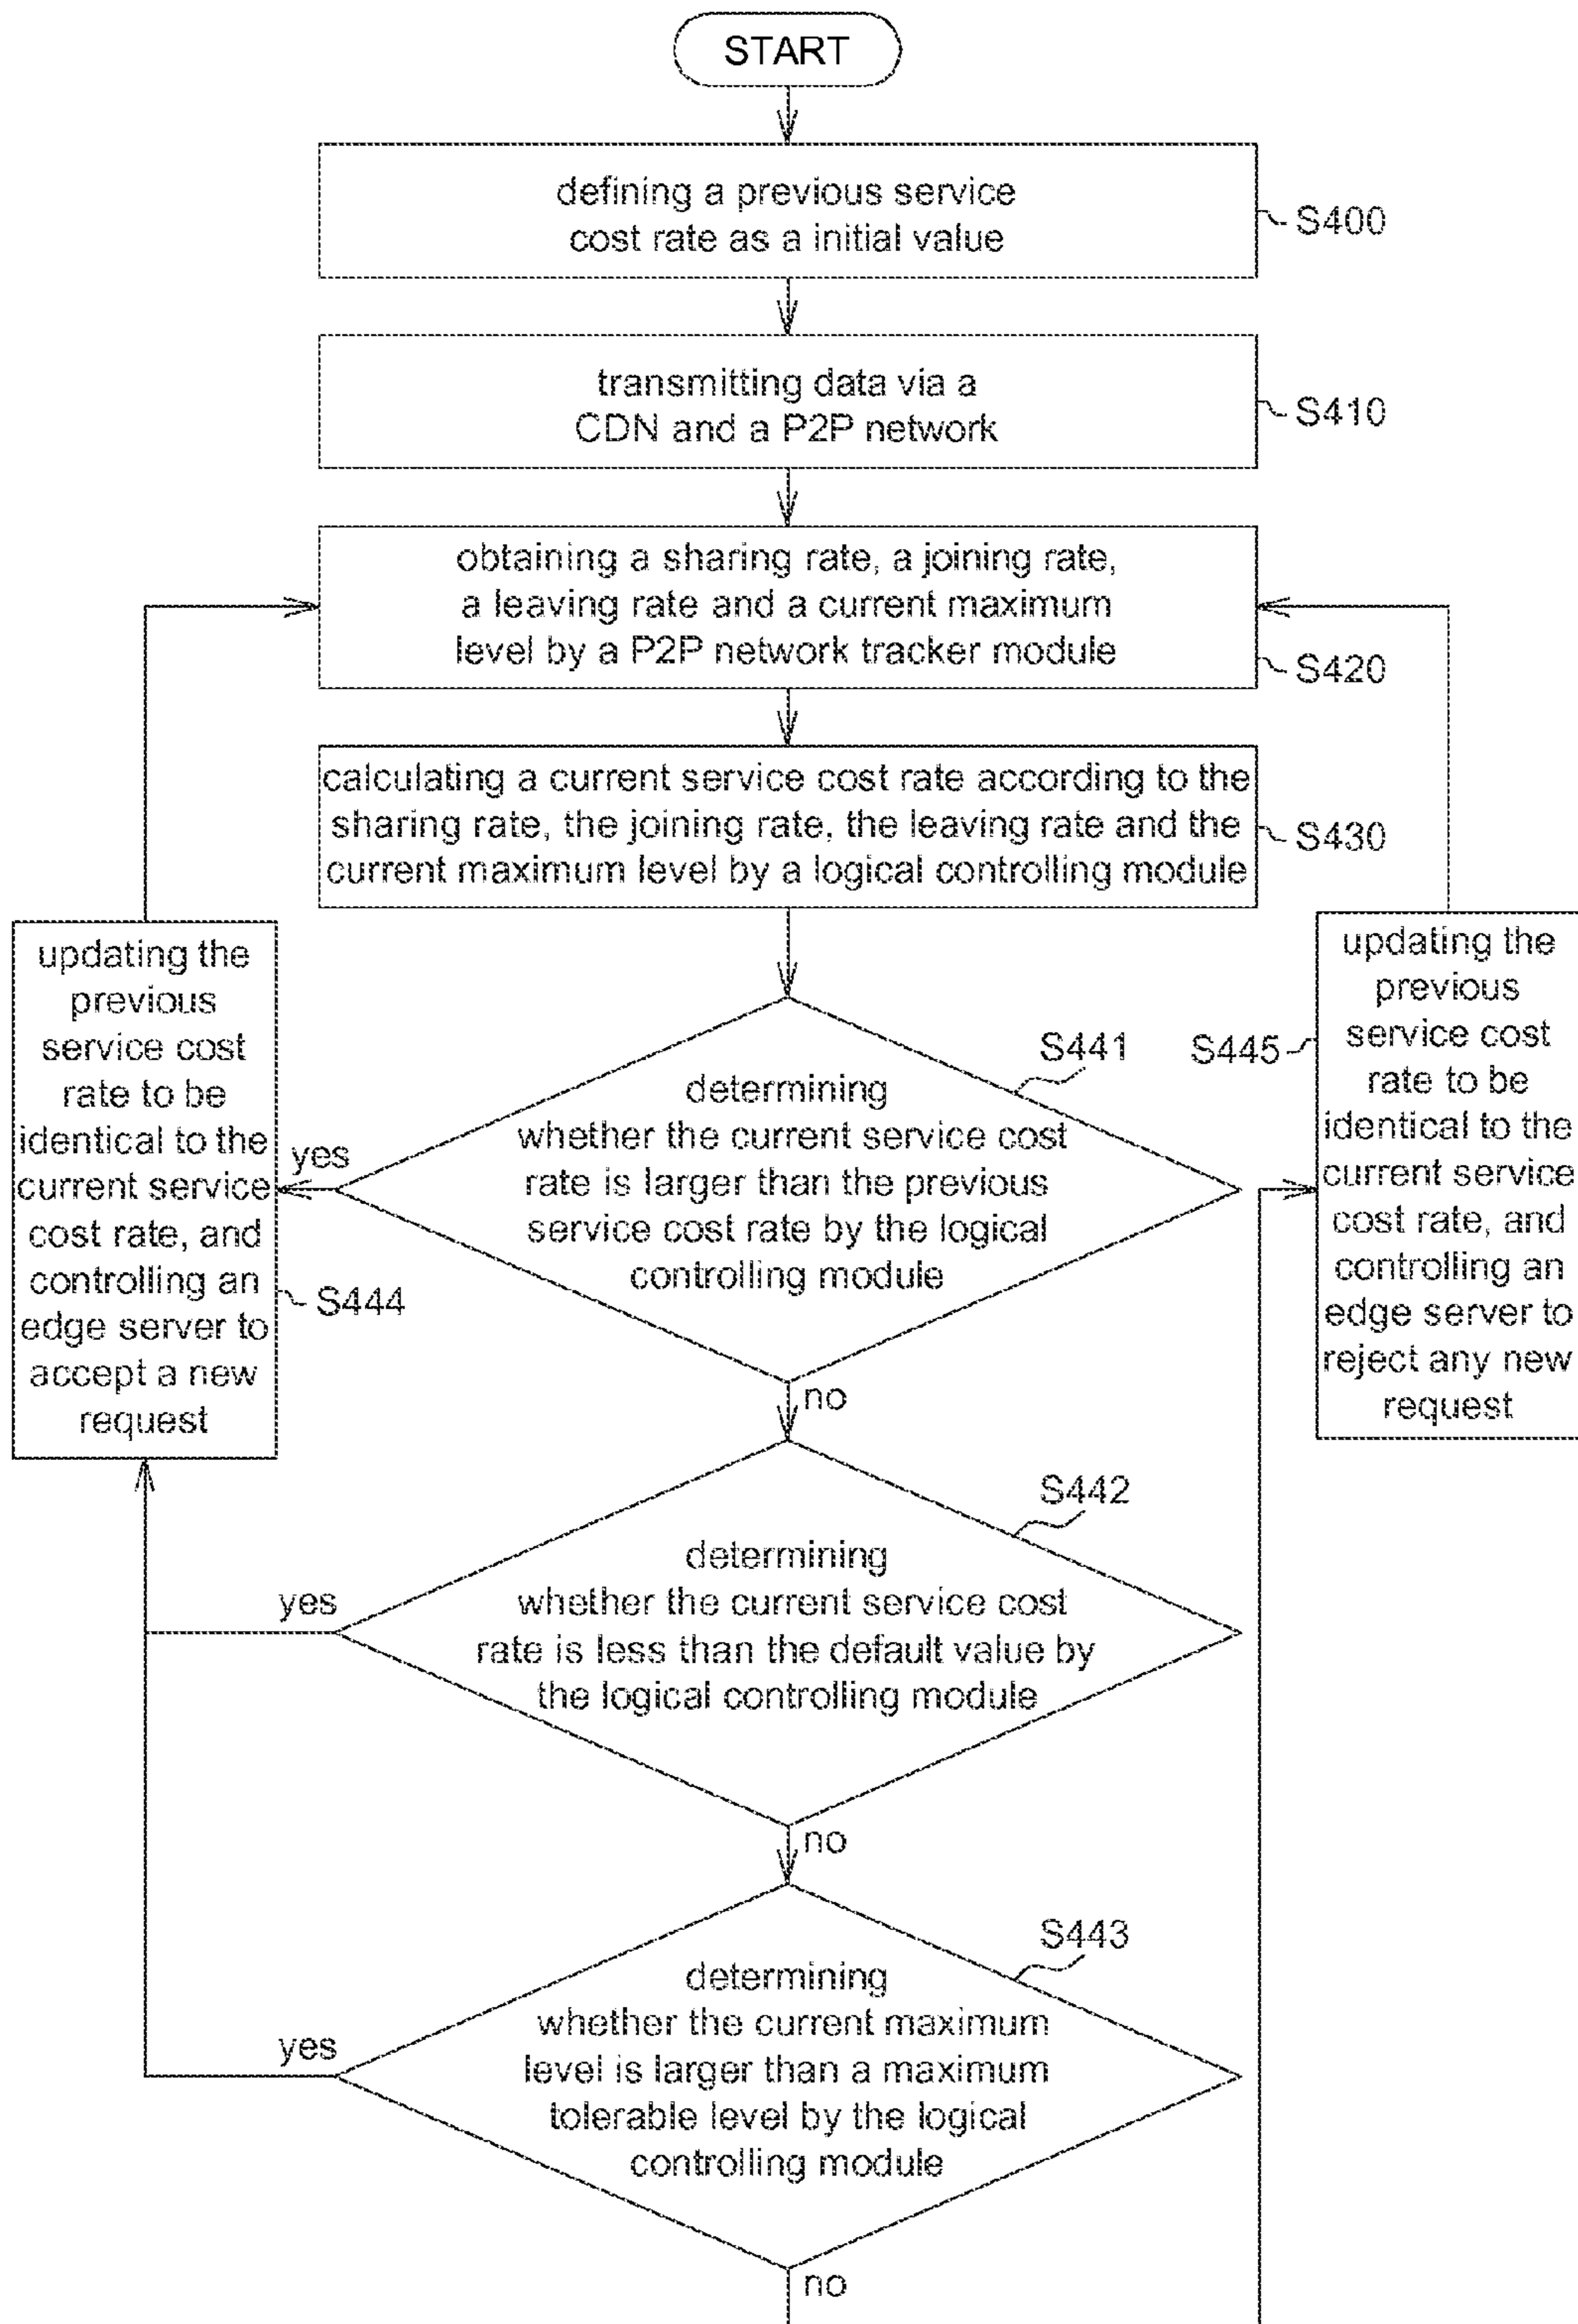 START
defining a previous service
cost rate as a initial value
S400
transmitting data via a
CDN and a P2P network
S410
obtaining a sharing rate, a joining rate,
a leaving rate and a current maximum
level by a P2P network tracker module
S420
calculating a current service cost rate according to the
sharing rate, the joining rate, the leaving rate and the
current maximum level by a logical controlling module
S430
updating the
previous
service cost
rate to be
identical to the
current service
cost rate, and
controlling an
edge server to
accept a new
request
S444
yes
determining
whether the current service cost
rate is larger than the previous
service cost rate by the logical
controlling module
S441
no
S445
updating the
previous
service cost
rate to be
identical to the
current service
cost rate, and
controlling an
edge server to
reject any new
request
S442
determining
whether the current service cost
rate is less than the default value by
the logical controlling module
yes
no
S443
determining
whether the current maximum
level is larger than a maximum
tolerable level by the logical
controlling module
yes
no